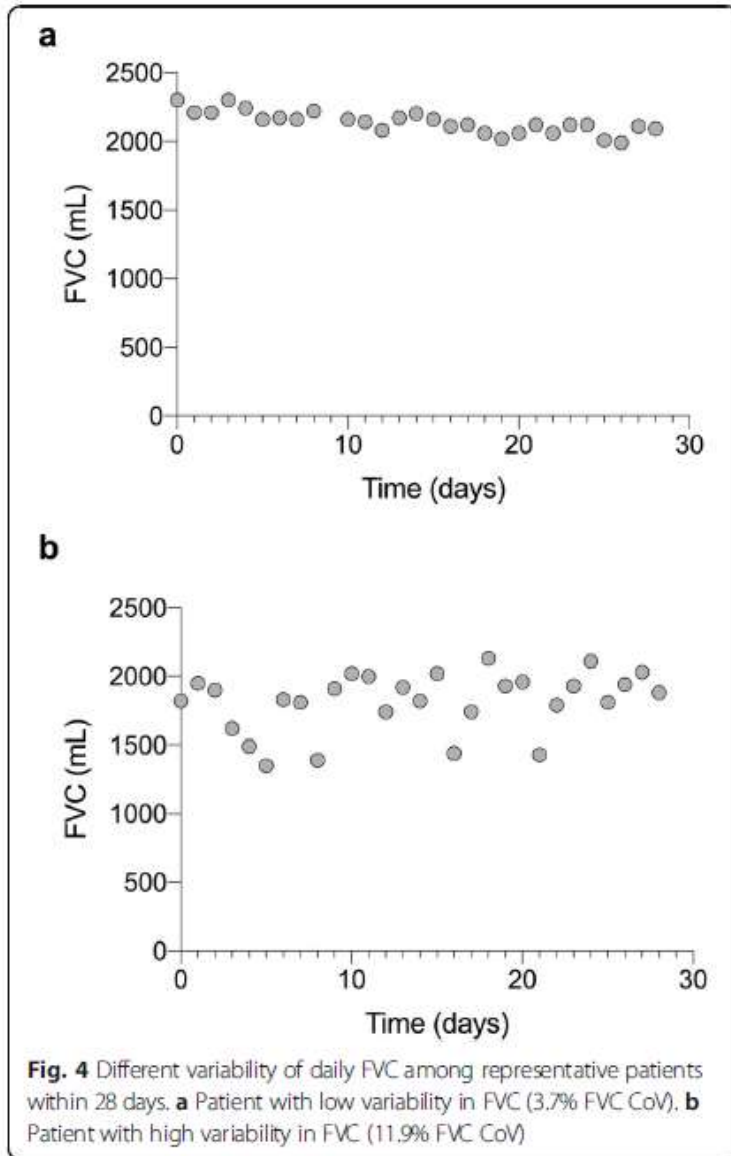 a
2500
2000
1500
1000
500
0
FVC (mL)
0 10 20 30
Time (days)
b
2500
2000
1500
1000
500
0
FVC (mL)
0 10 20 30
Time (days)
Fig. 4 Different variability of daily FVC among representative patients
within 28 days. a Patient with low variability in FVC (3.7% FVC CoV). b
Patient with high variability in FVC (11.9% FVC CoV)